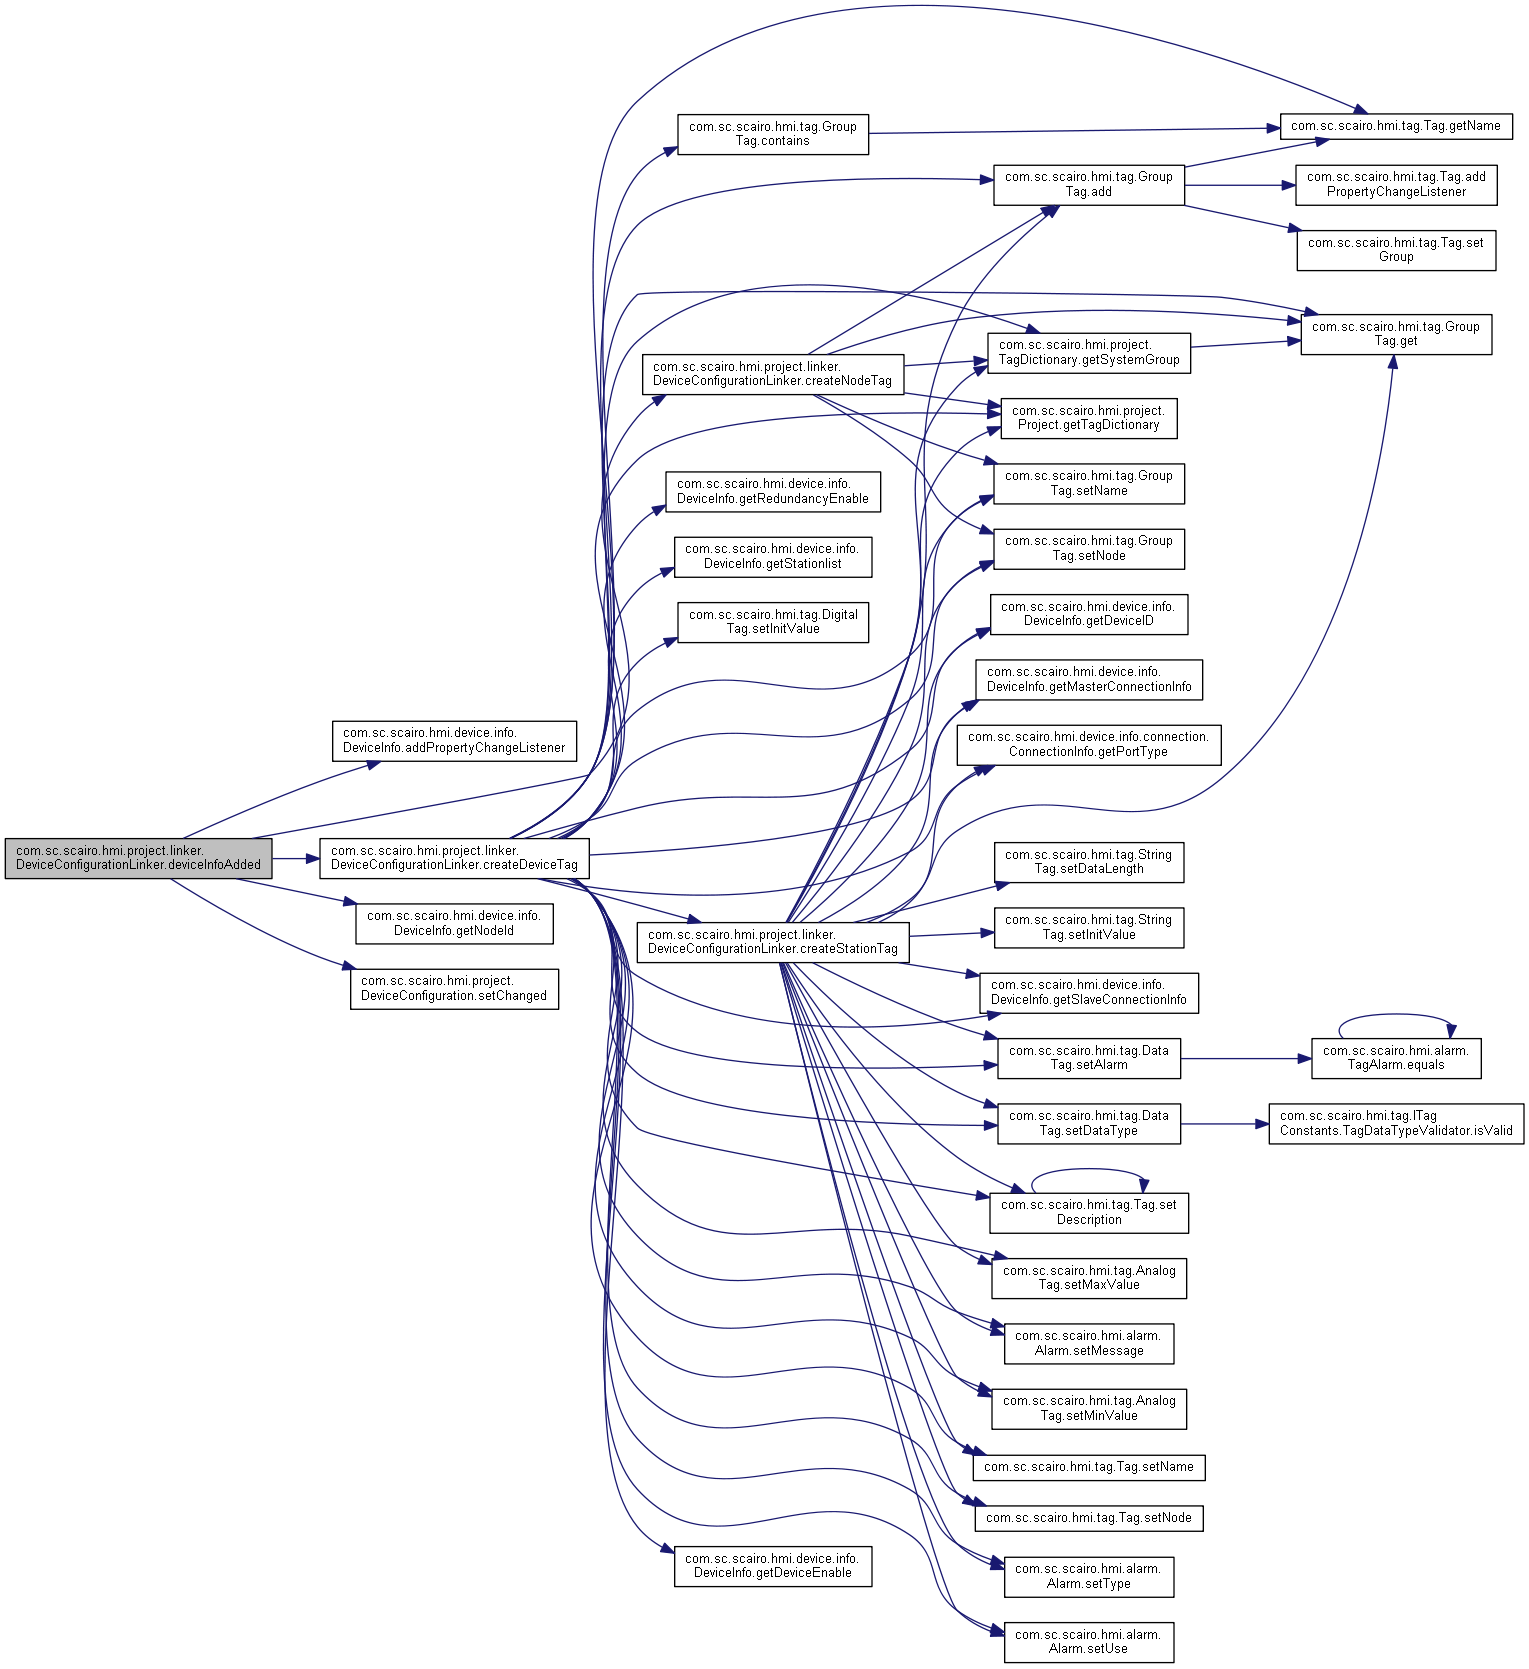 com.sc.scairo.hmi.tag.Tag.getName
com.sc.scairo.hmi.tag.Group
Tag.contains
com.sc.scairo.hmi.tag.Group
Tag.add
com.sc.scairo.hmi.tag.Tag.add
PropertyChangeListener
com.sc.scairo.hmi.tag.Tag.set
Group
com.sc.scairo.hmi.tag.Group
Tag.get
com.sc.scairo.hmi.project.
TagDictionary.getSystemGroup
com.sc.scairo.hmi.project.linker.
DeviceConfigurationLinker.createNodeTag
com.sc.scairo.hmi.project.
Project.getTagDictionary
com.sc.scairo.hmi.tag.Group
Tag.setName
com.sc.scairo.hmi.device.info.
DeviceInfo.getRedundancyEnable
com.sc.scairo.hmi.tag.Group
Tag.setNode
com.sc.scairo.hmi.device.info.
DeviceInfo.getStationlist
com.sc.scairo.hmi.device.info.
DeviceInfo.getDeviceID
com.sc.scairo.hmi.tag.Digital
Tag.setInitValue
com.sc.scairo.hmi.device.info.
DeviceInfo.getMasterConnectionInfo
com.sc.scairo.hmi.device.info.
DeviceInfo.addPropertyChangeListener
com.sc.scairo.hmi.device.info.connection.
ConnectionInfo.getPortType
com.sc.scairo.hmi.project.linker.
DeviceConfigurationLinker.deviceInfoAdded
com.sc.scairo.hmi.project.linker.
DeviceConfigurationLinker.createDeviceTag
com.sc.scairo.hmi.tag.String
Tag.setDataLength
com.sc.scairo.hmi.device.info.
DeviceInfo.getNodeId
com.sc.scairo.hmi.project.linker.
DeviceConfigurationLinker.createStationTag
com.sc.scairo.hmi.tag.String
Tag.setInitValue
com.sc.scairo.hmi.project.
DeviceConfiguration.setChanged
com.sc.scairo.hmi.device.info.
DeviceInfo.getSlaveConnectionInfo
com.sc.scairo.hmi.tag.Data
Tag.setAlarm
com.sc.scairo.hmi.alarm.
TagAlarm.equals
com.sc.scairo.hmi.tag.Data
Tag.setDataType
com.sc.scairo.hmi.tag.ITag
Constants.TagDataTypeValidator.isValid
com.sc.scairo.hmi.tag.Tag.set
Description
com.sc.scairo.hmi.tag.Analog
Tag.setMaxValue
com.sc.scairo.hmi.alarm.
Alarm.setMessage
com.sc.scairo.hmi.tag.Analog
Tag.setMinValue
com.sc.scairo.hmi.tag.Tag.setName
com.sc.scairo.hmi.tag.Tag.setNode
com.sc.scairo.hmi.device.info.
DeviceInfo.getDeviceEnable
com.sc.scairo.hmi.alarm.
Alarm.setType
com.sc.scairo.hmi.alarm.
Alarm.setUse